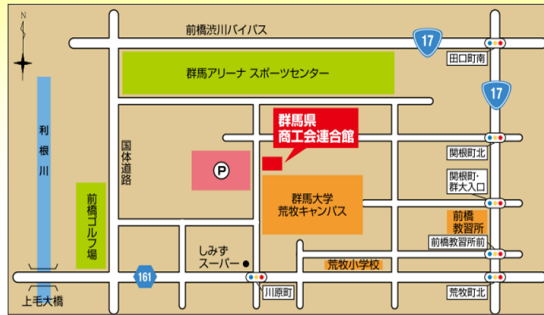 N
前橋渋川バイパス
17
田口町南
群馬アリーナ スポーツセンター
17
群馬県
商工会連合館
利根川
国体道路
P
関根町北
関根町・
群大入口
群馬大学
荒牧キャンパス
前橋ゴルフ場
前橋
教習所
しみず
スーパー
前橋教習所前
荒牧小学校
161
上毛大橋
川原町
荒牧町北